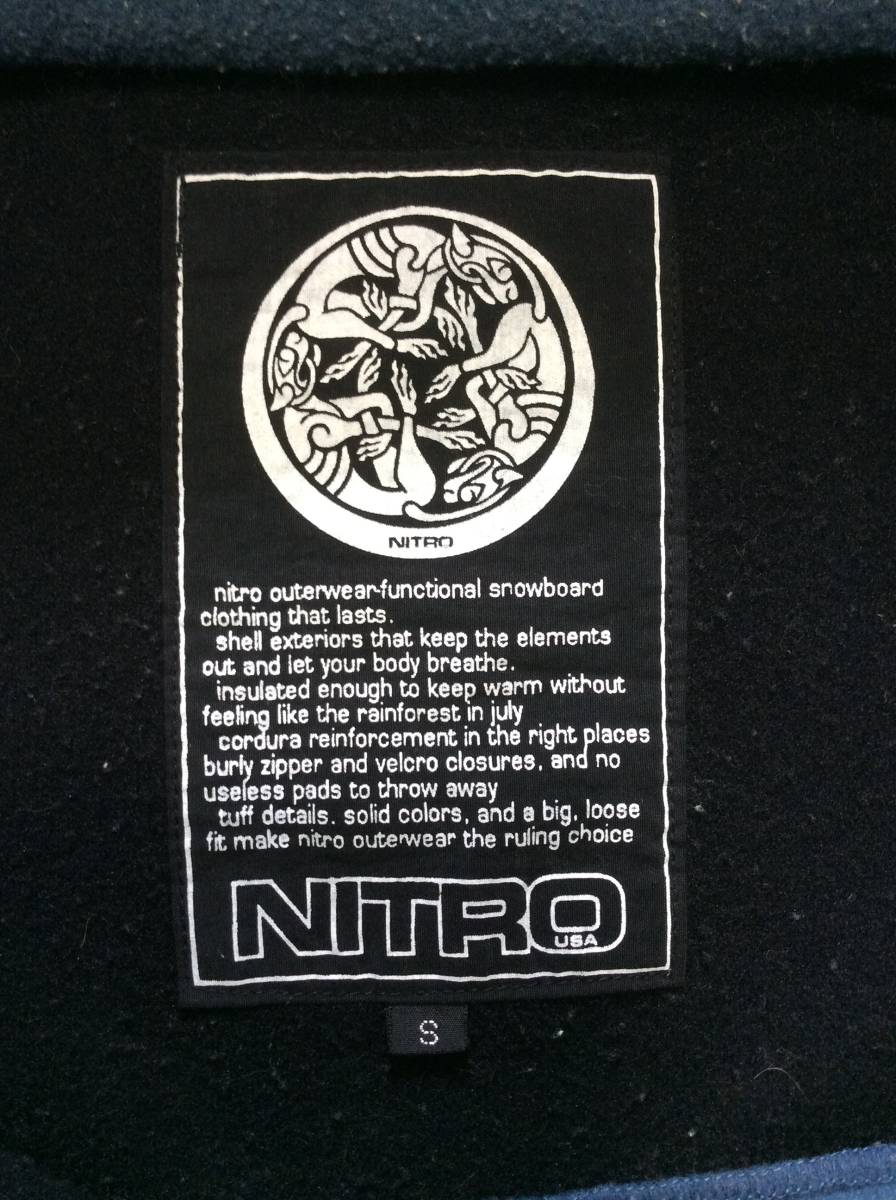 NITRO
nitro outerwear-functional snowboard
clothing that lasts.
shell exteriors that keep the elements
out and let your body breathe.
insulated enough to keep warm without
feeling like the rainforest in july
cordura reinforcement in the right places
burly zipper and velcro closures, and no
useless pads to throw away
tuff details. solid colors, and a big, loose
fit make nitro outerwear the ruling choice
NITRO
USA
S